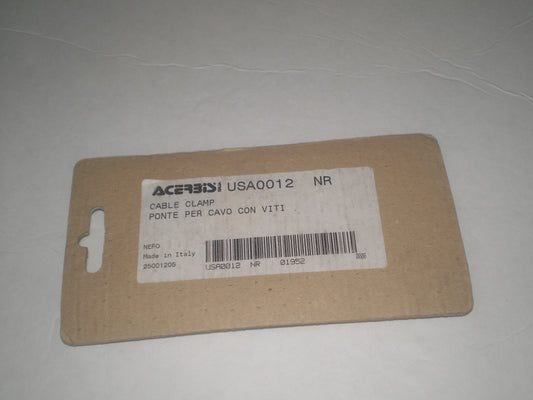 ACERBIS USA0012 NR
CABLE CLAMP
PONTE PER CAVO CON VITI
NERO
Made in Italy
25001205
USA0012 NR 01952